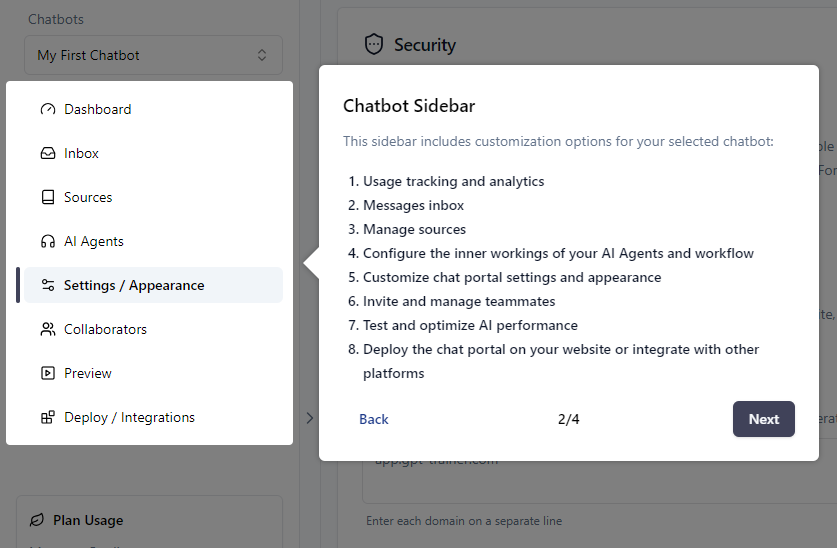 Chatbots
My First Chatbot
Dashboard
Inbox
Sources
AI Agents
Settings / Appearance
Collaborators
Preview
Deploy / Integrations
Plan Usage
Security
Chatbot Sidebar
This sidebar includes customization options for your selected chatbot:
1. Usage tracking and analytics
2. Messages inbox
3. Manage sources
4. Configure the inner workings of your AI Agents and workflow
5. Customize chat portal settings and appearance
6. Invite and manage teammates
7. Test and optimize AI performance
8. Deploy the chat portal on your website or integrate with other
platforms
Back
2/4
Next
Enter each domain on a separate line